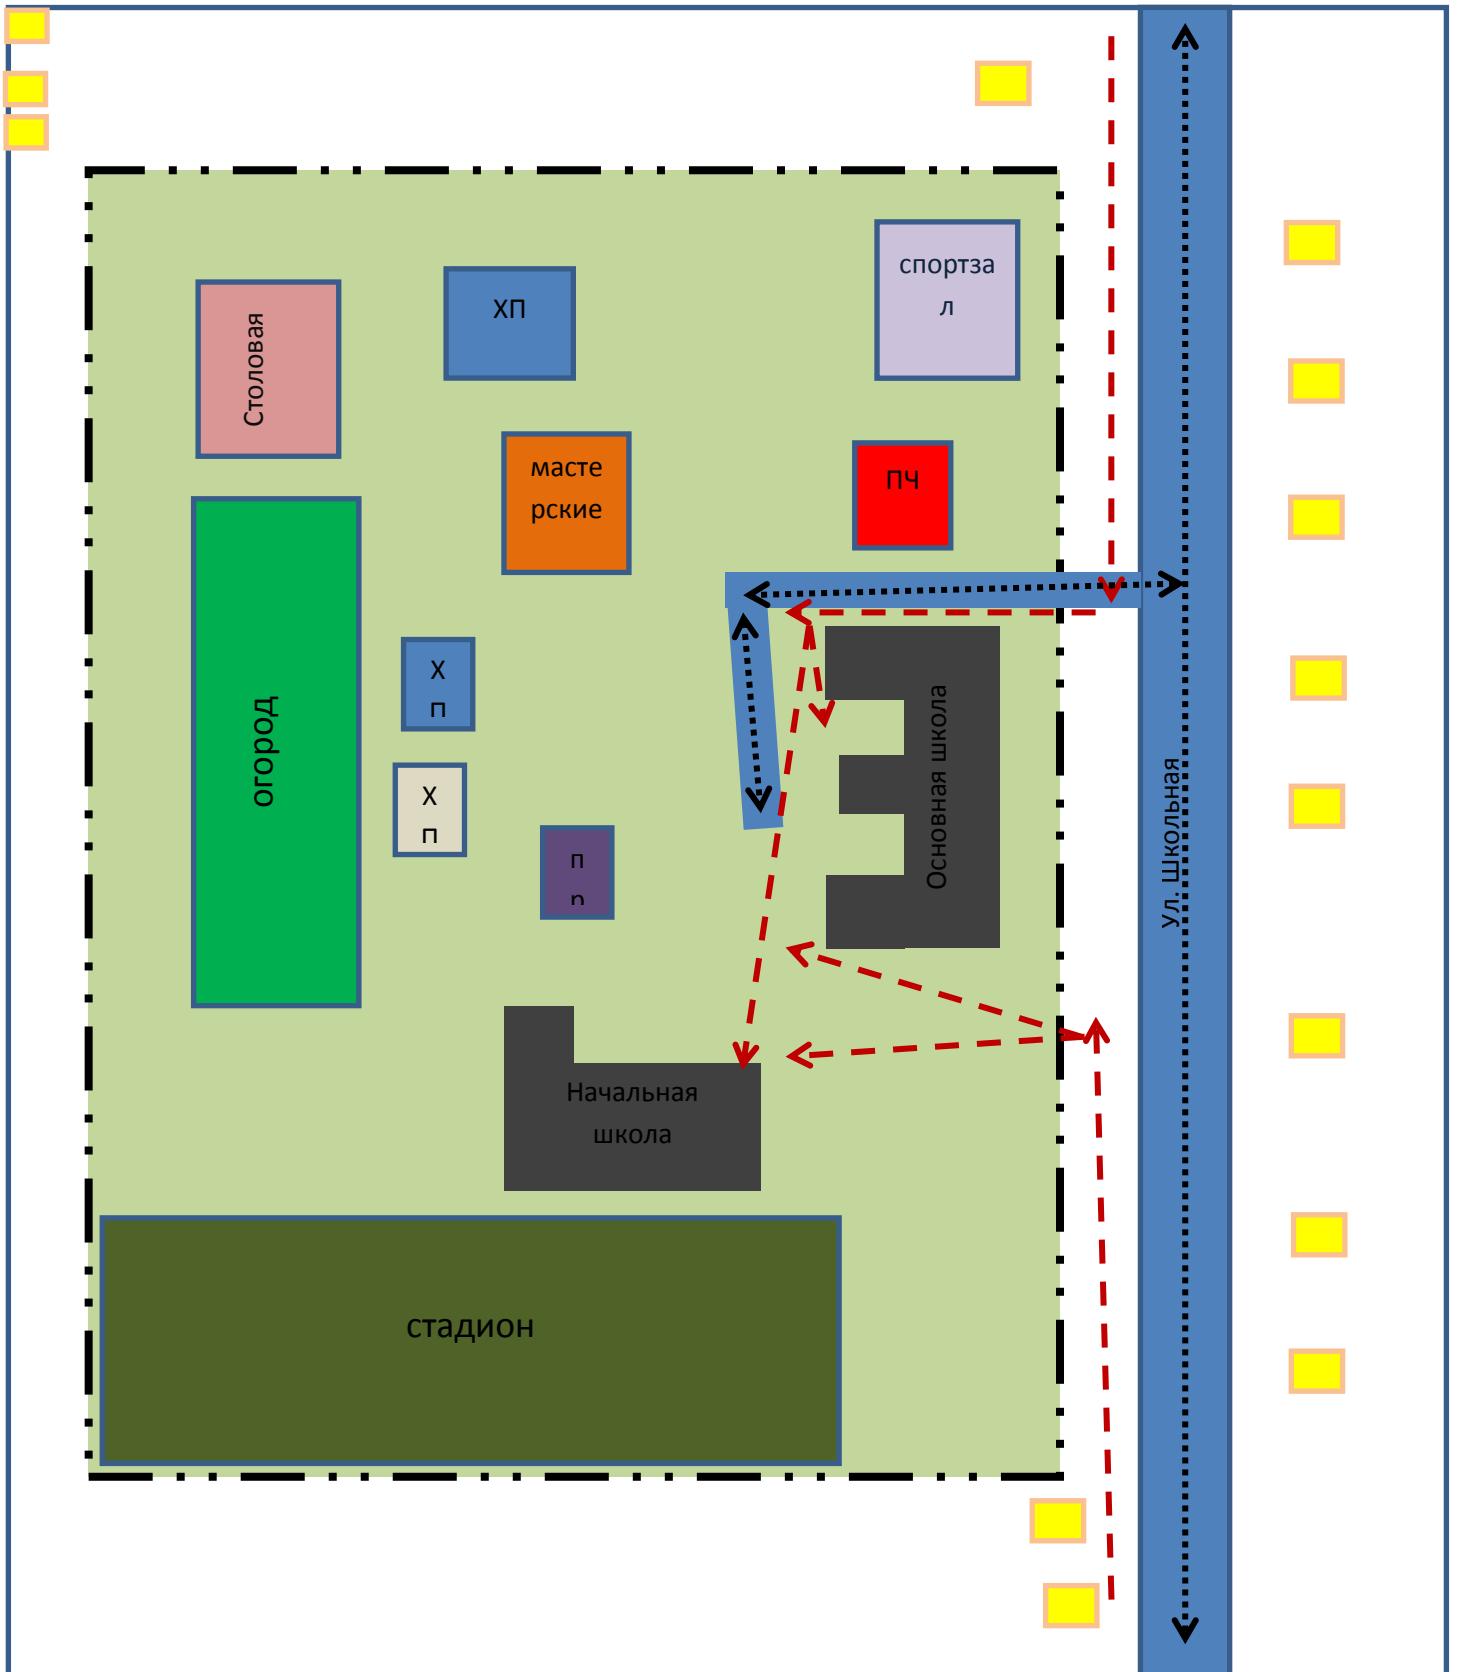 спортза
л
ХП
Столовая
масте
рские
ПЧ
Х
п
огород
Основная школа
Х
п
Ул. Школьная
п
р
Начальная
школа
стадион